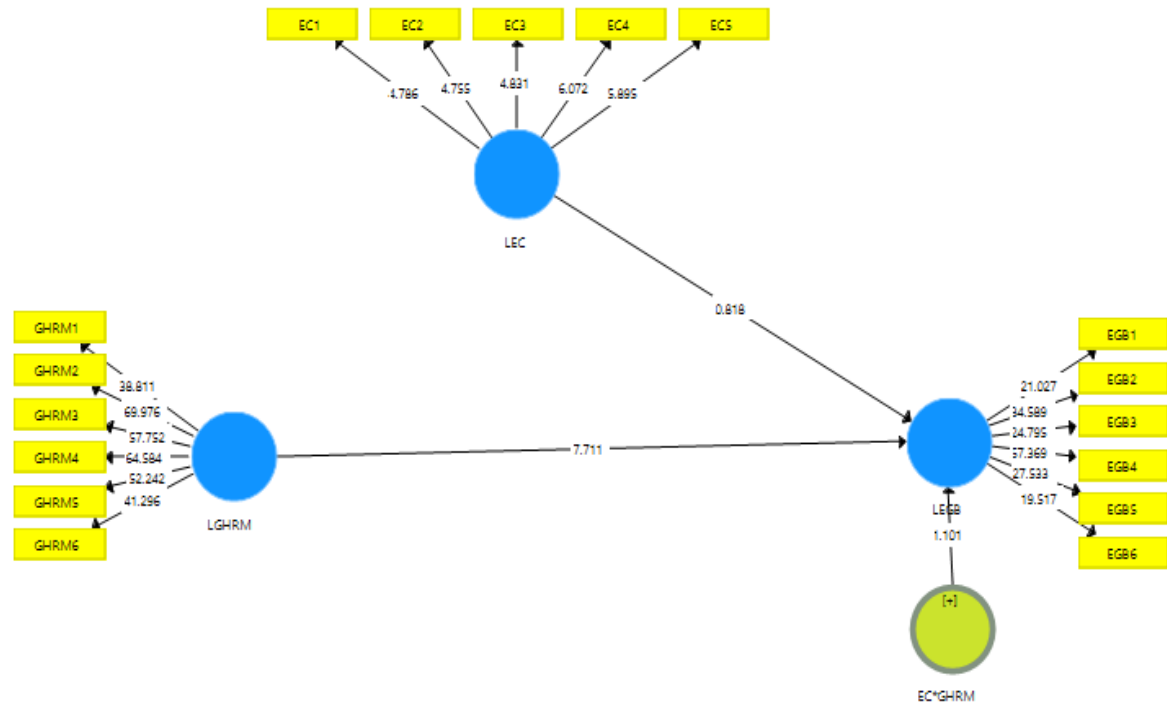 EC1 EC2 EC3 EC4 EC5
4.786 4.755 4.831 6.072 5.895
LEC
0.818
GHRM1
GHRM2
GHRM3
GHRM4
GHRM5
GHRM6
38.811
69.976
57.752
64.584
52.242
41.296
LGHRM
7.711
EGB1
EGB2
EGB3
EGB4
EGB5
EGB6
21.027
34.589
24.795
57.369
27.533
19.517
LEGB
1.101
[+]
EC*GHRM